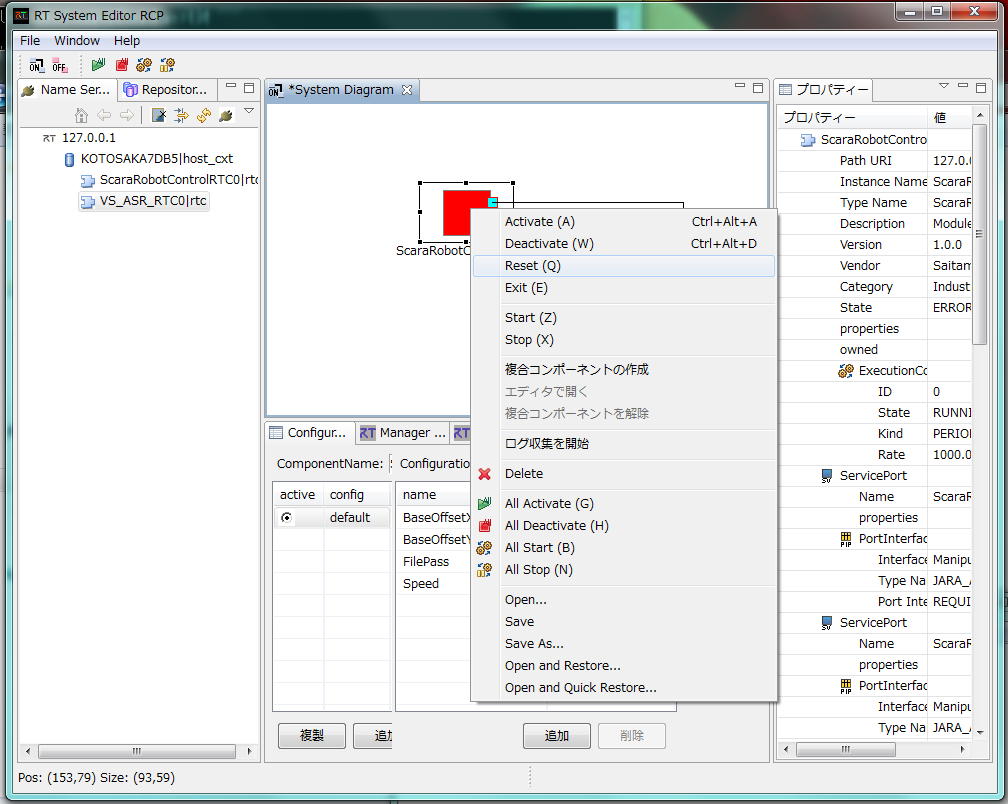 RT System Editor RCP
File Window Help
ON OFF
Name Ser... Repositor...
RT 127.0.0.1
KOTOSAKA7DB5|host_cxt
ScaraRobotControlRTC0|rtc
VS_ASR_RTC0|rtc
ON *System Diagram
ScaraRobotC
Activate (A) Ctrl+Alt+A
Deactivate (W) Ctrl+Alt+D
Reset (Q)
Exit (E)
Start (Z)
Stop (X)
複合コンポーネントの作成
エディタで開く
複合コンポーネントを解除
ログ収集を開始
Delete
All Activate (G)
All Deactivate (H)
All Start (B)
All Stop (N)
Open...
Save
Save As...
Open and Restore...
Open and Quick Restore...
Configur... RT Manager ... RT
ComponentName: Configuratio
active config
default
name
BaseOffsetX
BaseOffsetY
FilePass
Speed
複製 追加 追加 削除
プロパティー
プロパティー 値
ScaraRobotContro
Path URI 127.0.
Instance Name ScaraR
Type Name ScaraR
Description Module
Version 1.0.0
Vendor Saitam
Category Indust
State ERROR
properties
owned
ExecutionCo
ID 0
State RUNNI
Kind PERIO
Rate 1000.0
ServicePort
Name ScaraR
properties
PortInterfac
Interface Manipu
Type Na JARA_A
Port Inte REQUI
ServicePort
Name ScaraR
properties
PortInterfac
Interface Manipu
Type Na JARA_A
Pos: (153,79) Size: (93,59)